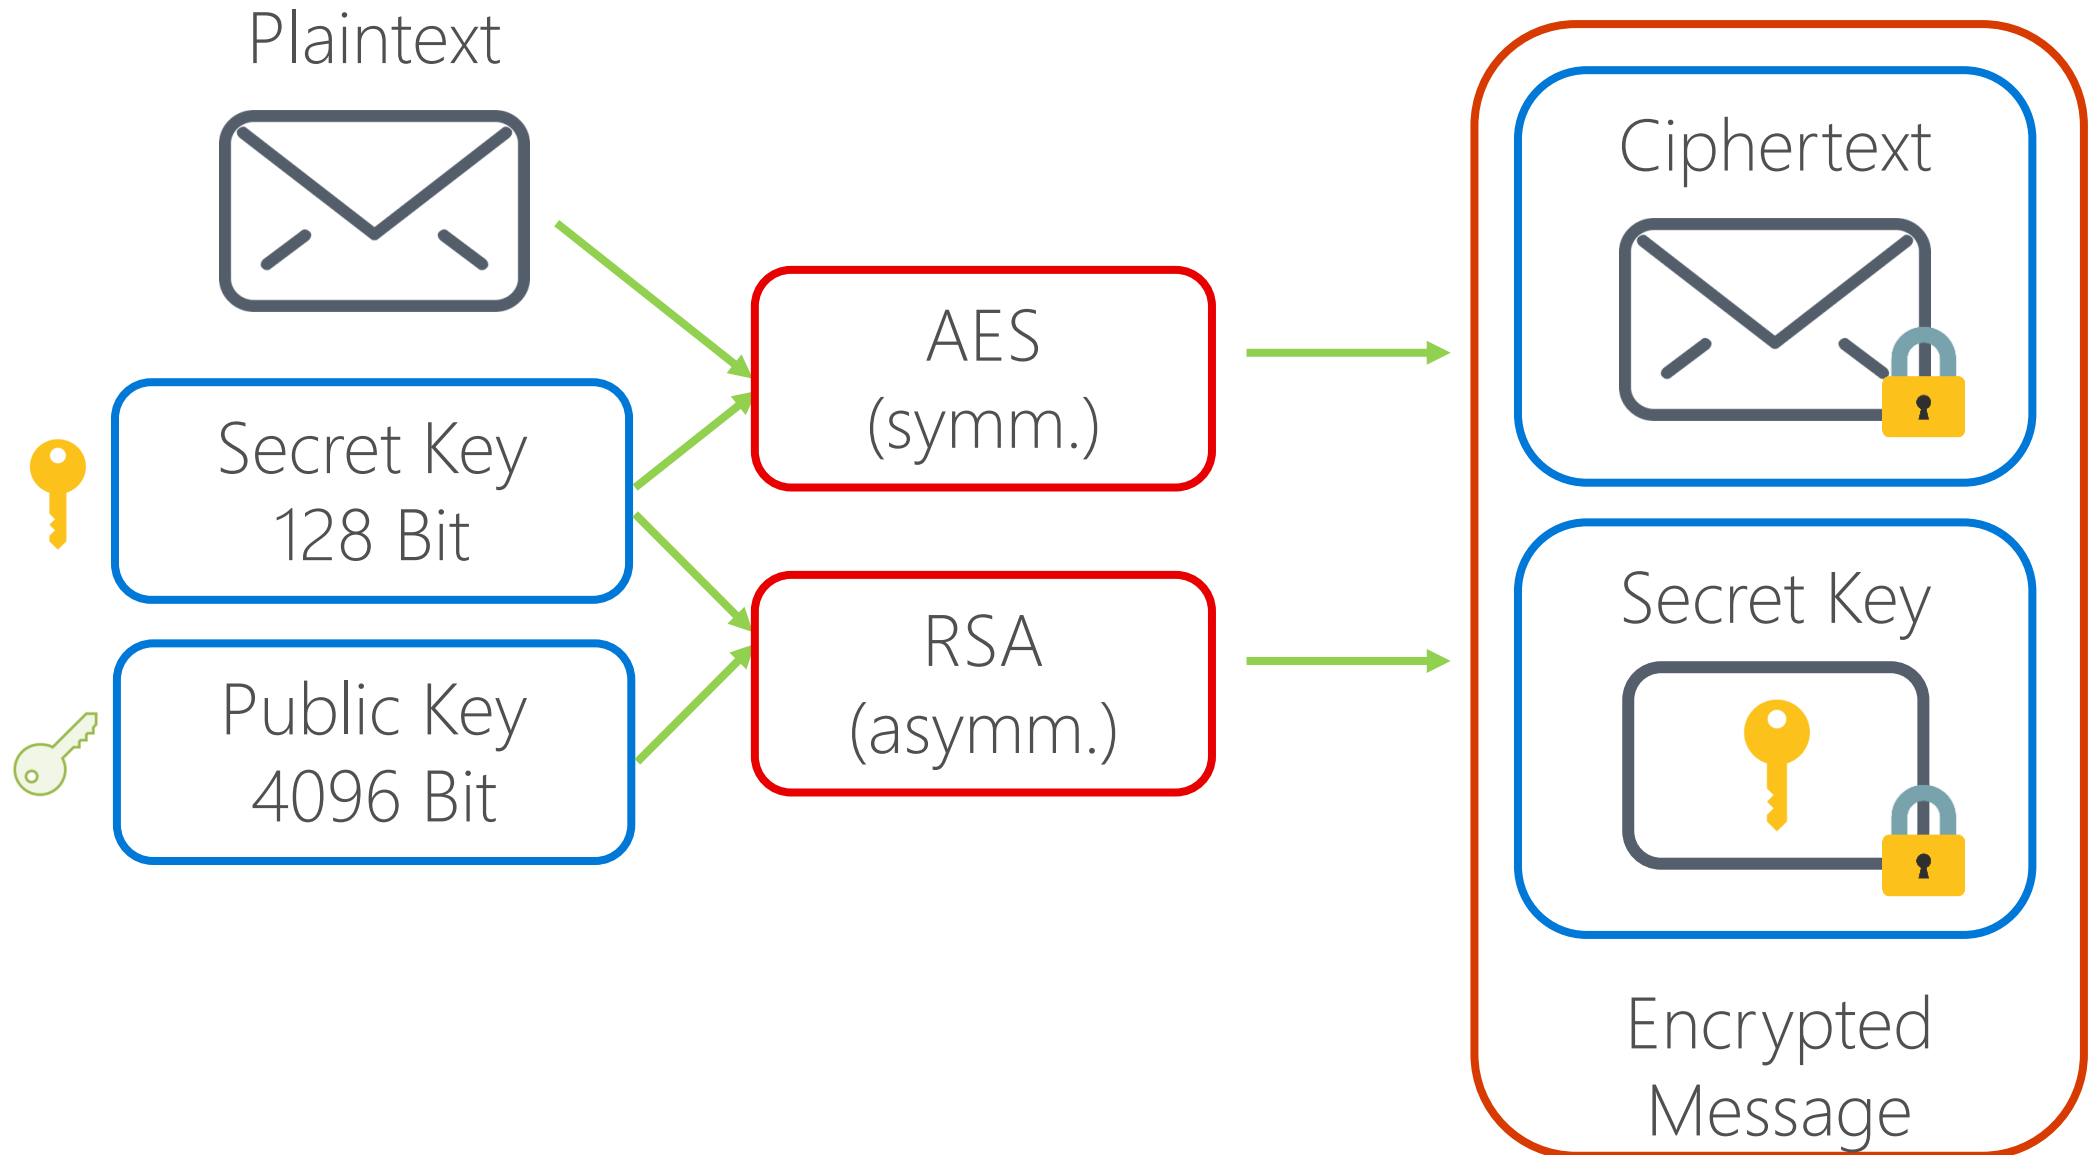 Plaintext
Secret Key
128 Bit
Public Key
4096 Bit
AES
(symm.)
RSA
(asymm.)
Ciphertext
Secret Key
Encrypted
Message